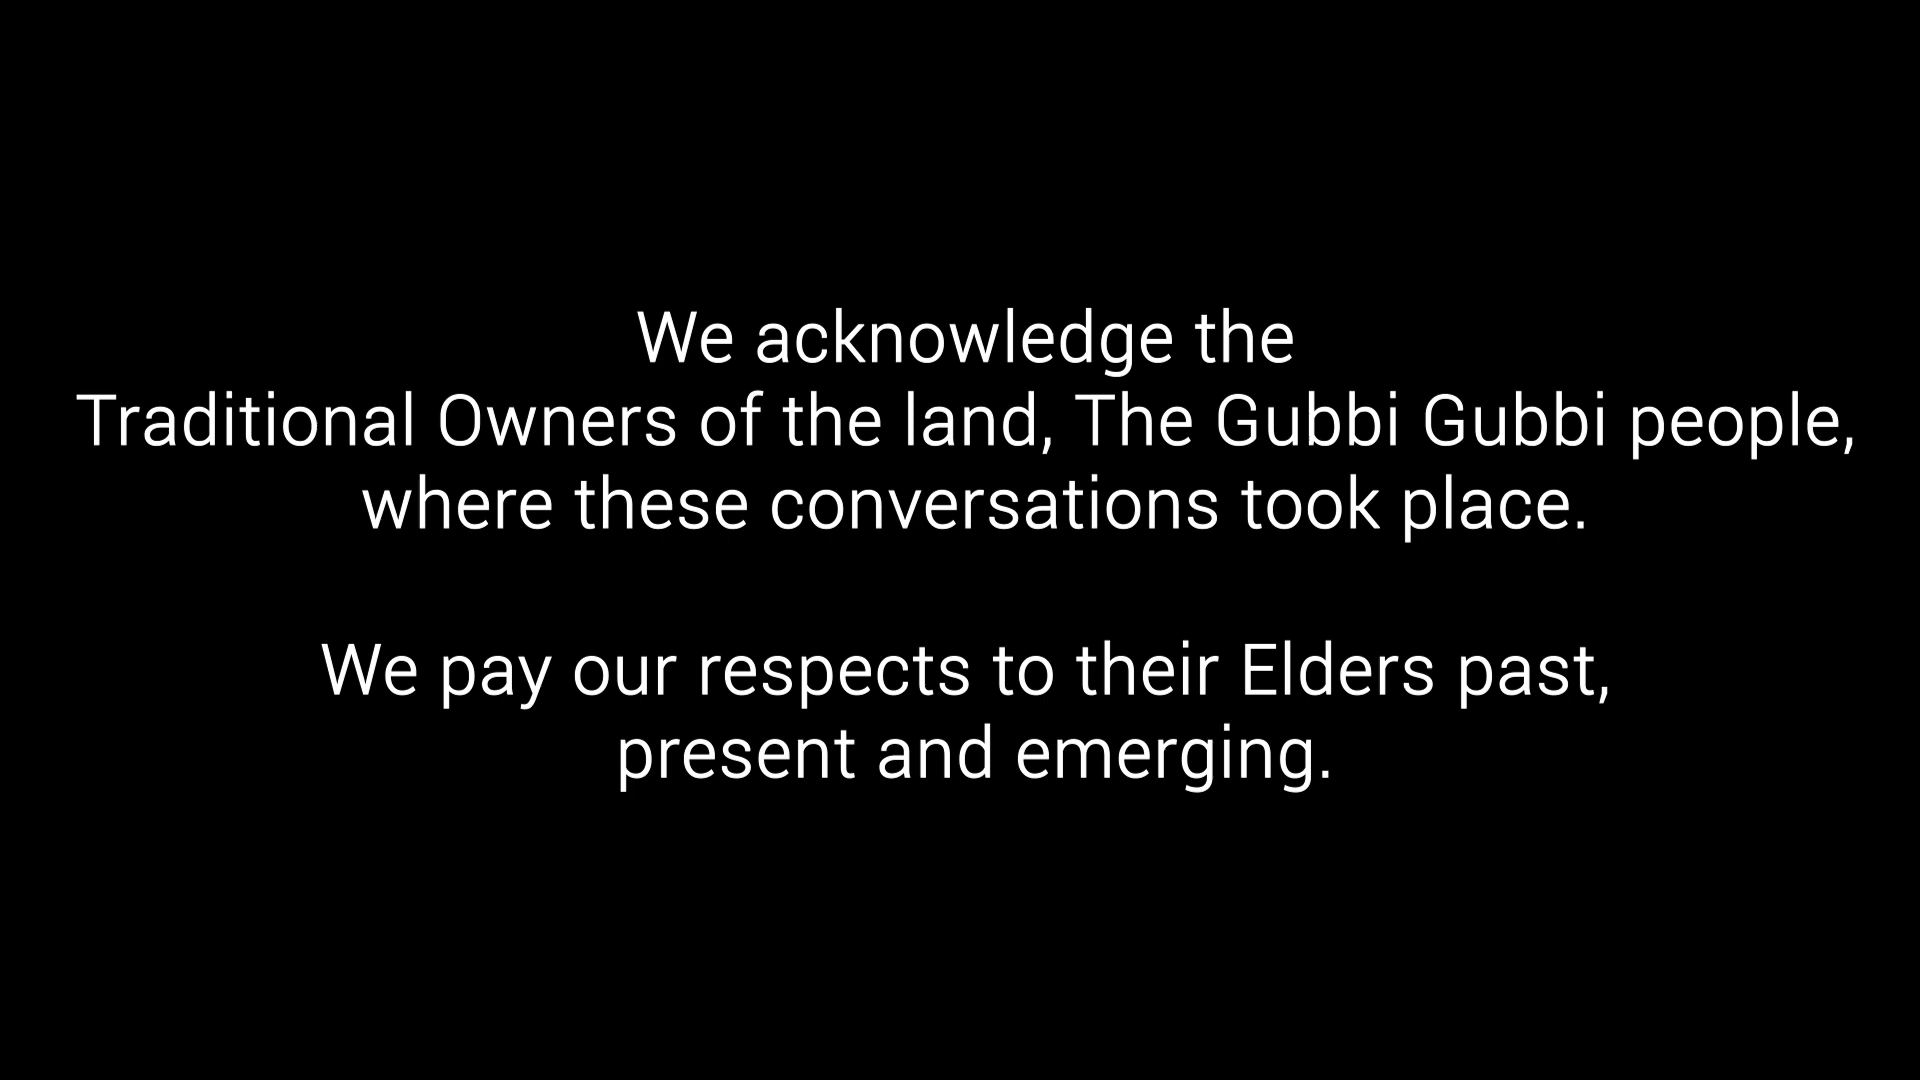 We acknowledge the
Traditional Owners of the land, The Gubbi Gubbi people,
where these conversations took place.
We pay our respects to their Elders past,
present and emerging.